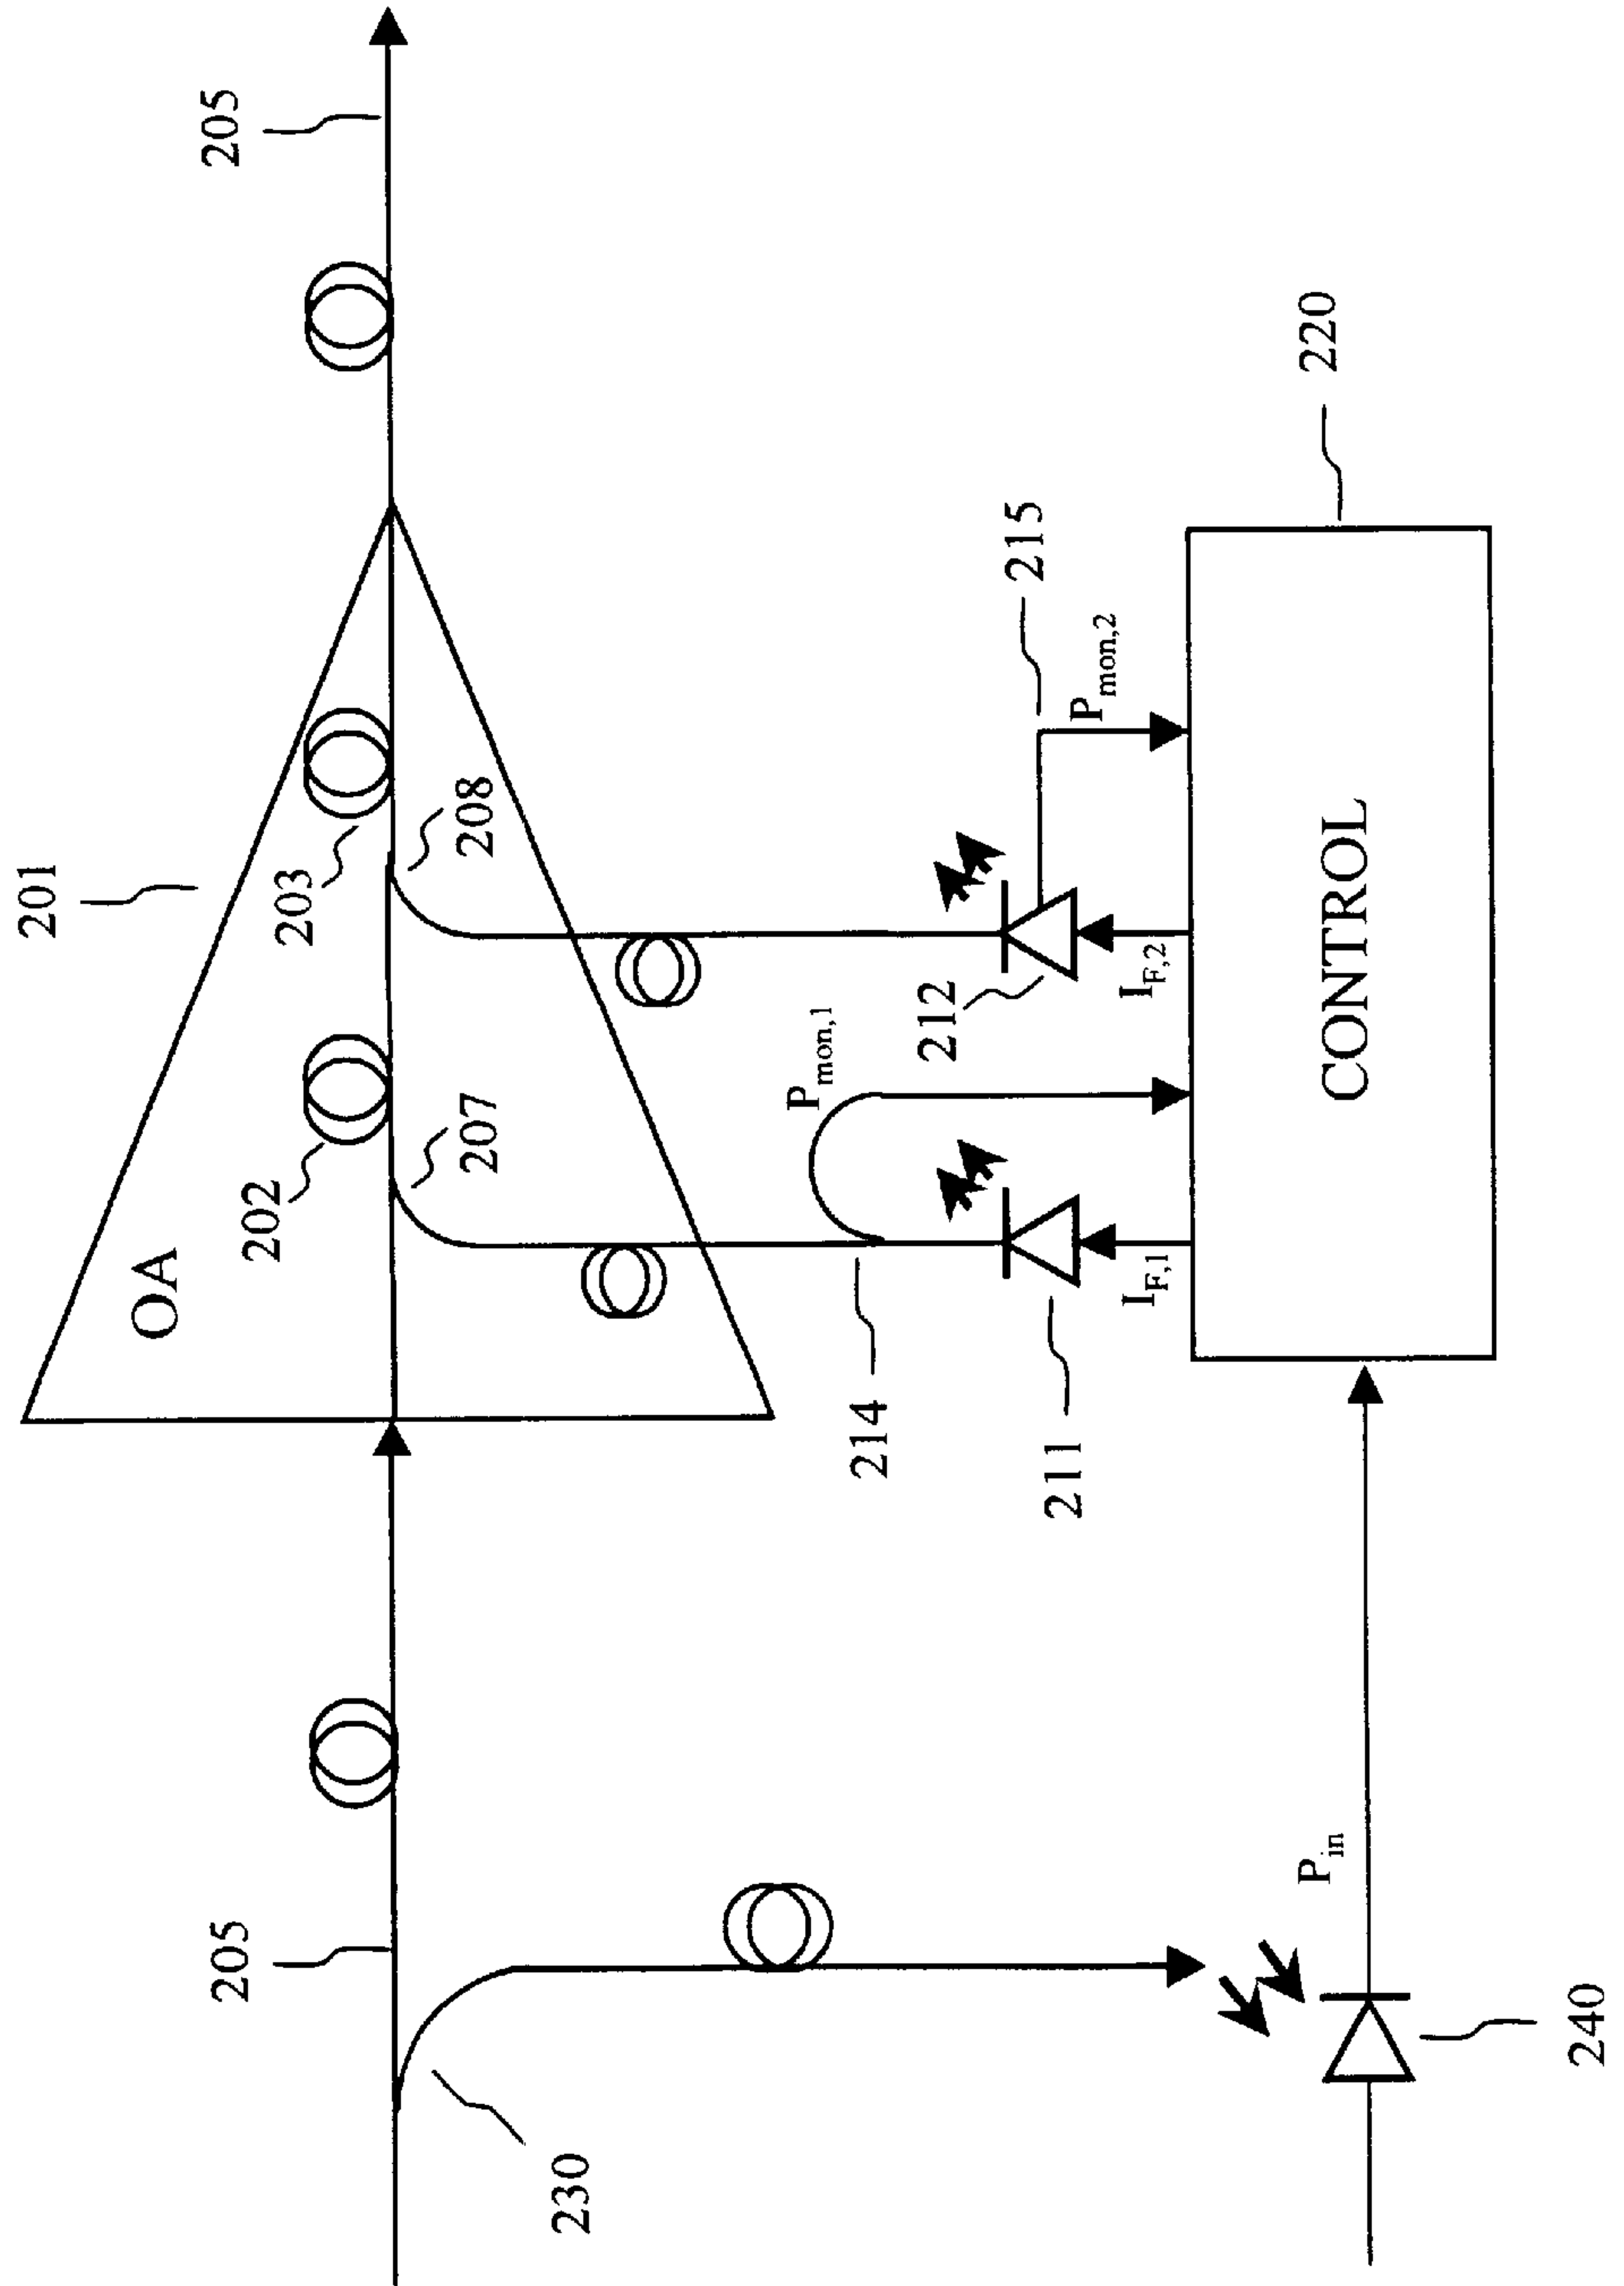 201
205
OA
202
203
207
208
205
230
P mon,1
214
211
212
215
P mon,2
I F,1
I F,2
220
CONTROL
P in
240